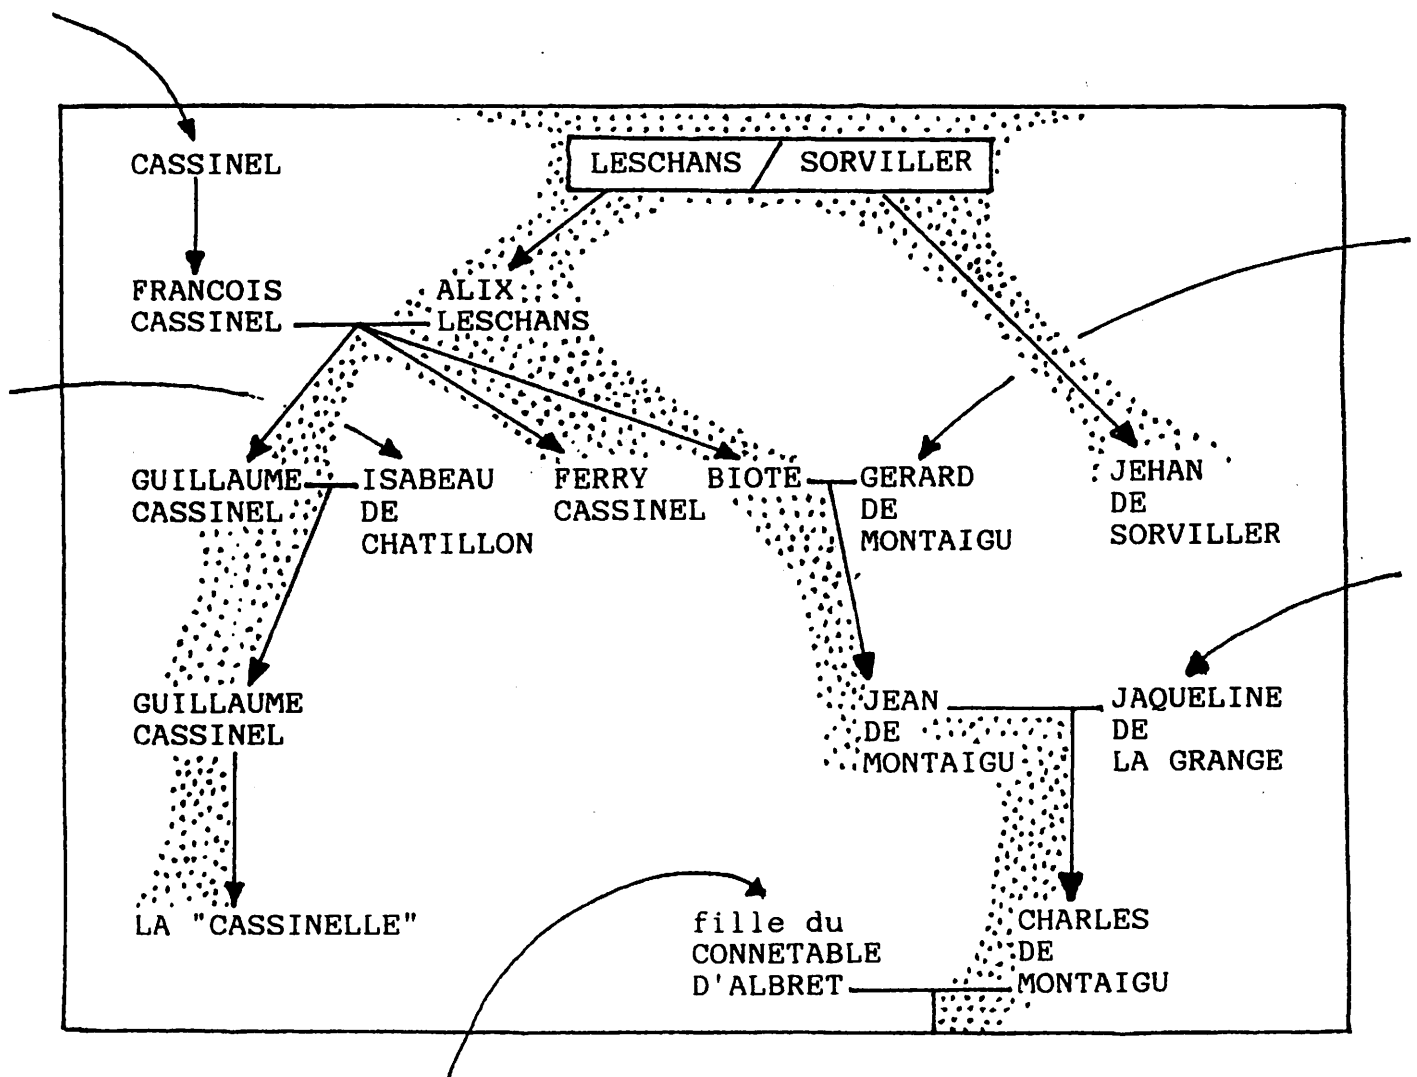 CASSINEL
LESCHANS / SORVILLER
FRANCOIS
CASSINEL
ALIX
LESCHANS
GUILLAUME
CASSINEL
ISABEAU
DE
CHATILLON
FERRY
CASSINEL
BIOTE
GERARD
DE
MONTAIGU
JEHAN
DE
SORVILLER
GUILLAUME
CASSINEL
JEAN
DE
MONTAIGU
JAQUELINE
DE
LA GRANGE
LA "CASSINELLE"
fille du
CONNETABLE
D'ALBRET
CHARLES
DE
MONTAIGU